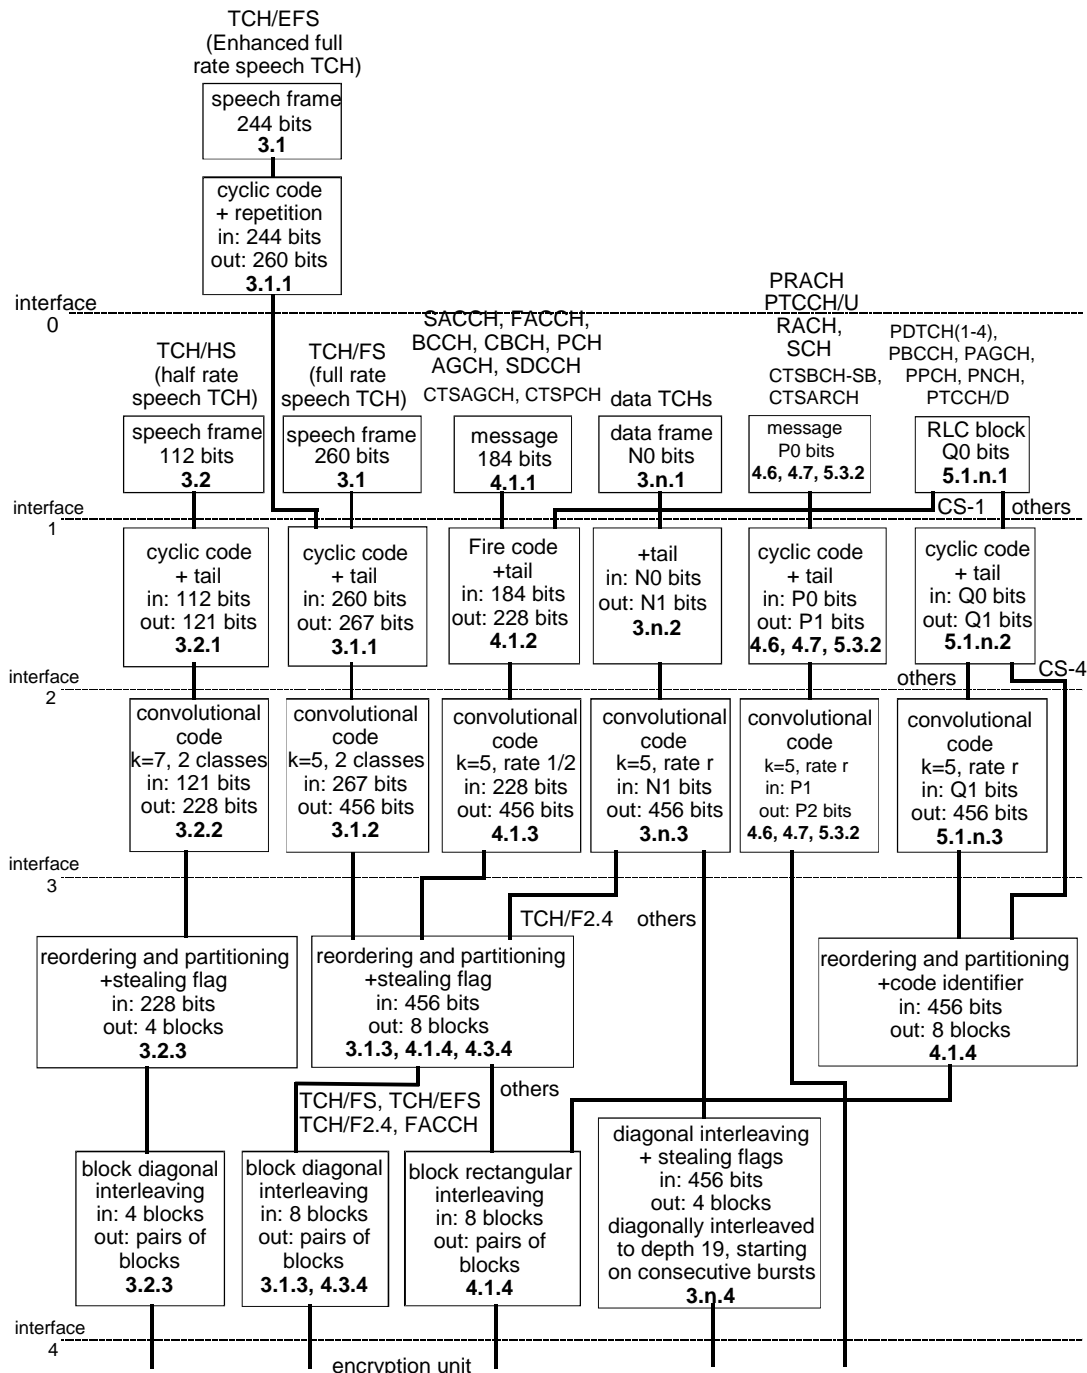 TCH/EFS
(Enhanced full
rate speech TCH)
speech frame
244 bits
3.1
cyclic code
+ repetition
in: 244 bits
out: 260 bits
3.1.1
interface
0
TCH/HS
(half rate
speech TCH)
TCH/FS
(full rate
speech TCH)
SACCH, FACCH,
BCCH, CBCH, PCH
AGCH, SDCCH
CTSAGCH, CTSPCH
data TCHs
PRACH
PTCCH/U
RACH,
SCH
CTSBCH-SB,
CTSARCH
PDTCH(1-4),
PBCCH, PAGCH,
PPCH, PNCH,
PTCCH/D
speech frame
112 bits
3.2
speech frame
260 bits
3.1
message
184 bits
4.1.1
data frame
N0 bits
3.n.1
message
P0 bits
4.6, 4.7, 5.3.2
RLC block
Q0 bits
5.1.n.1
interface
1
CS-1
others
cyclic code
+ tail
in: 112 bits
out: 121 bits
3.2.1
cyclic code
+ tail
in: 260 bits
out: 267 bits
3.1.1
Fire code
+tail
in: 184 bits
out: 228 bits
4.1.2
+tail
in: N0 bits
out: N1 bits
3.n.2
cyclic code
+ tail
in: P0 bits
out: P1 bits
4.6, 4.7, 5.3.2
cyclic code
+ tail
in: Q0 bits
out: Q1 bits
5.1.n.2
interface
2
others
CS-4
convolutional
code
k=7, 2 classes
in: 121 bits
out: 228 bits
3.2.2
convolutional
code
k=5, 2 classes
in: 267 bits
out: 456 bits
3.1.2
convolutional
code
k=5, rate 1/2
in: 228 bits
out: 456 bits
4.1.3
convolutional
code
k=5, rate r
in: N1 bits
out: 456 bits
3.n.3
convolutional
code
k=5, rate r
in: P1
out: P2 bits
4.6, 4.7, 5.3.2
convolutional
code
k=5, rate r
in: Q1 bits
out: 456 bits
5.1.n.3
interface
3
TCH/F2.4
others
reordering and partitioning
+stealing flag
in: 228 bits
out: 4 blocks
3.2.3
reordering and partitioning
+stealing flag
in: 456 bits
out: 8 blocks
3.1.3, 4.1.4, 4.3.4
reordering and partitioning
+code identifier
in: 456 bits
out: 8 blocks
4.1.4
TCH/FS, TCH/EFS
TCH/F2.4, FACCH
others
block diagonal
interleaving
in: 4 blocks
out: pairs of
blocks
3.2.3
block diagonal
interleaving
in: 8 blocks
out: pairs of
blocks
3.1.3, 4.3.4
block rectangular
interleaving
in: 8 blocks
out: pairs of
blocks
4.1.4
diagonal interleaving
+ stealing flags
in: 456 bits
out: 4 blocks
diagonally interleaved
to depth 19, starting
on consecutive bursts
3.n.4
interface
4
encryption unit